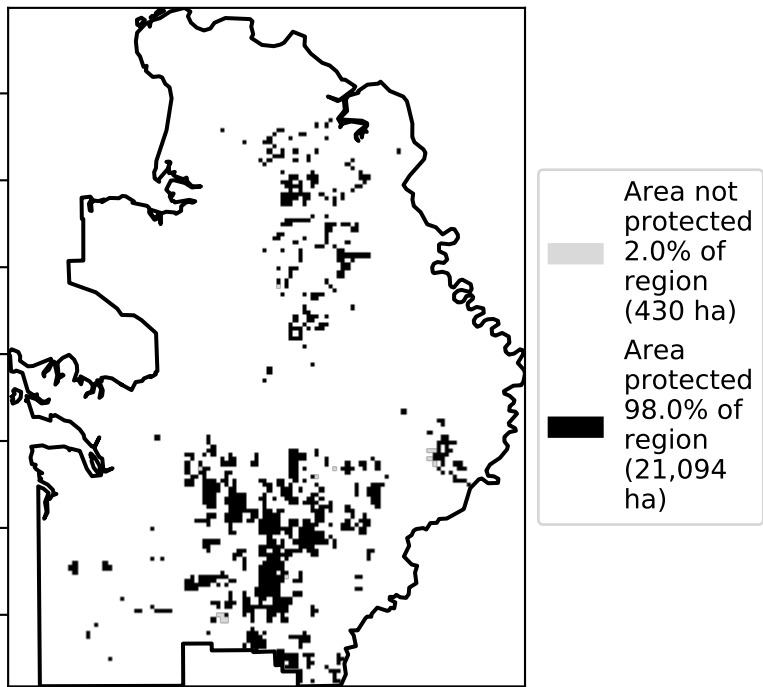 Area not
protected
2.0% of
region
(430 ha)
Area
protected
98.0% of
region
(21,094
ha)